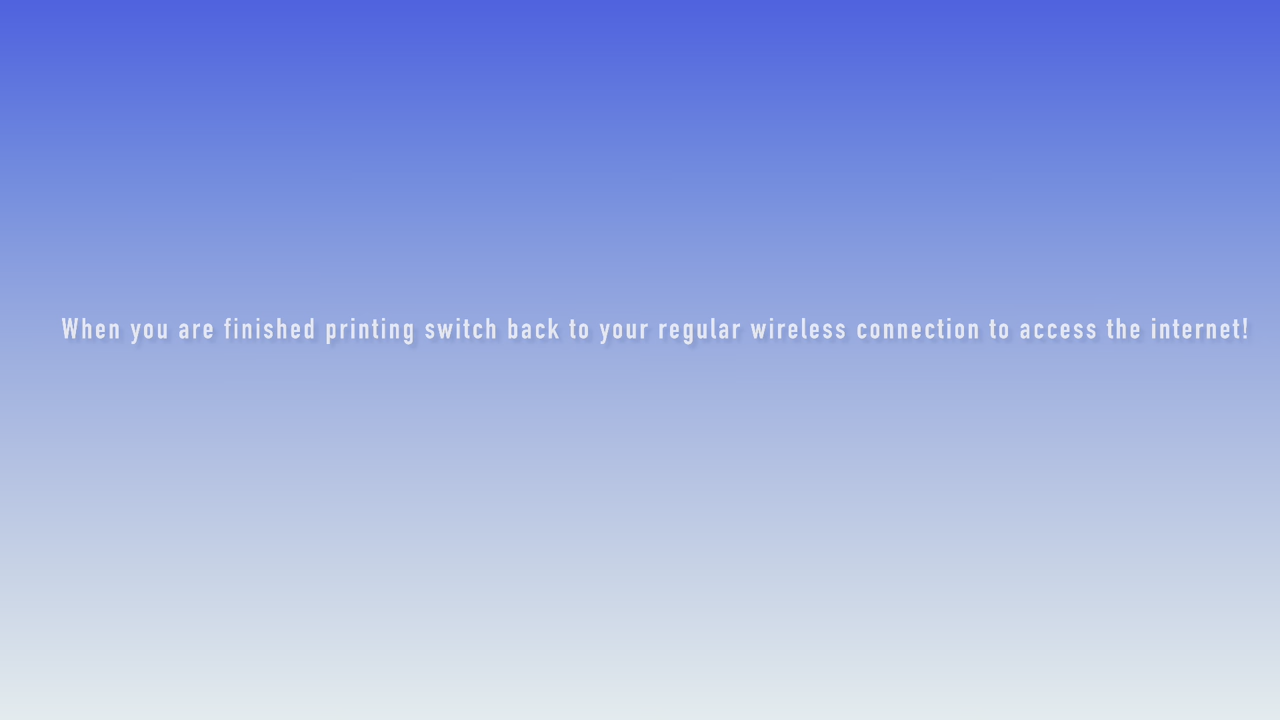 When you are finished printing switch back to your regular wireless connection to access the internet!